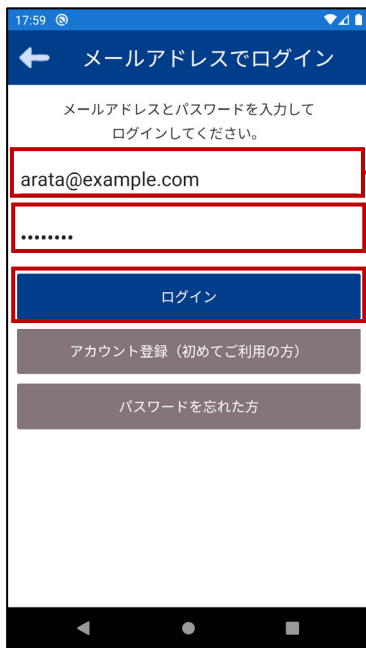 17:59
メールアドレスでログイン
メールアドレスとパスワードを入力して
ログインしてください。
arata@example.com
••••••••
ログイン
アカウント登録（初めてご利用の方）
パスワードを忘れた方